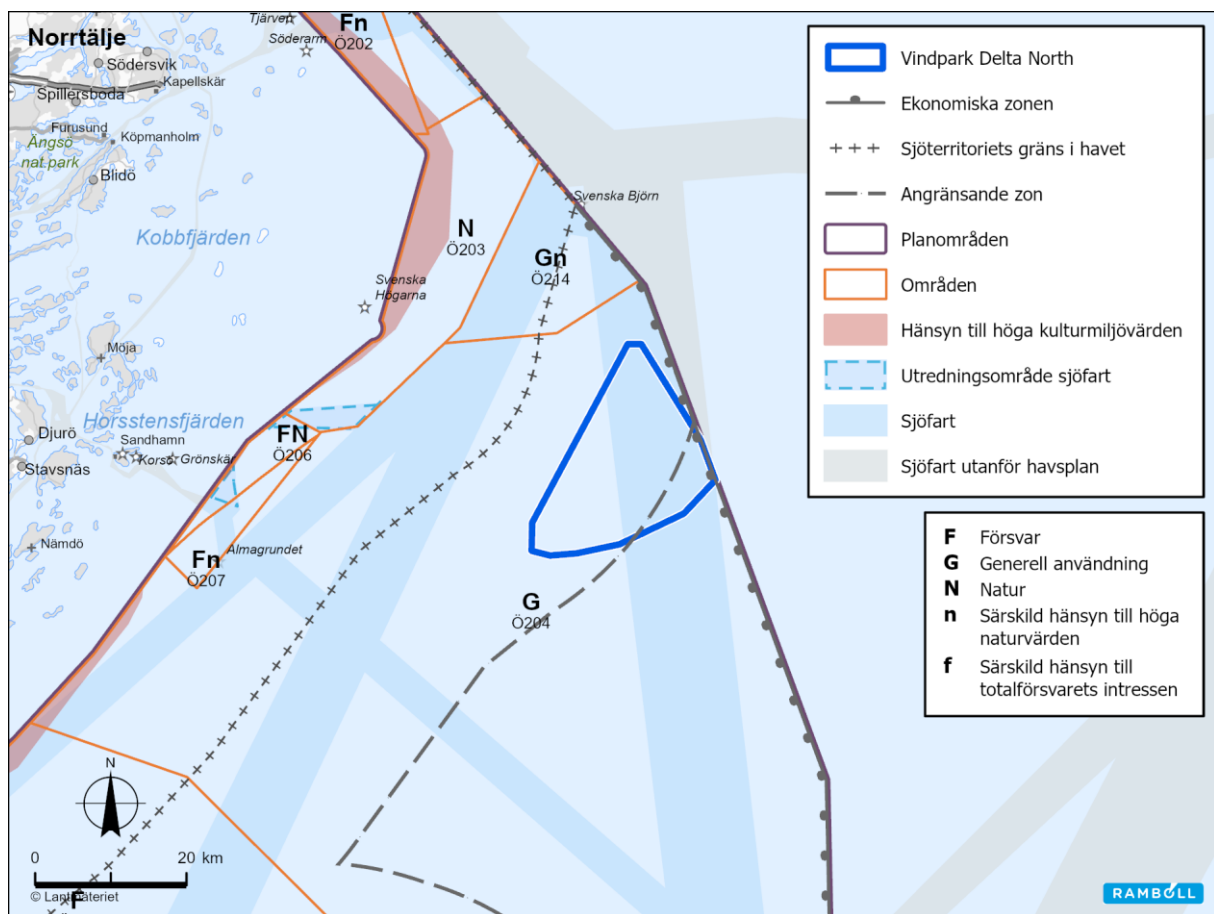 Tjärven
Fn
Ö202
Norrtälje
Söderarm
Södersvik
Kapellskär
Spillersboda
Furusund
Köpmanholm
Ängsö
nat.park
Blidö
Svenska Björn
Kobbfjärden
N
Ö203
Gn
Ö214
Svenska
Högarna
Möja
Horsstensfjärden
Djurö
Sandhamn
Korsö
Grönskär
Stavsnäs
FN
Ö206
Nämdö
Almagrundet
Fn
Ö207
G
Ö204
N
0 20 km
© Lantmäteriet
F
Vindpark Delta North
Ekonomiska zonen
Sjöterritoriets gräns i havet
Angränsande zon
Planområden
Områden
Hänsyn till höga kulturmiljövärden
Utredningsområde sjöfart
Sjöfart
Sjöfart utanför havsplan
F Försvar
G Generell användning
N Natur
n Särskild hänsyn till höga
naturvärden
f Särskild hänsyn till
totalförsvarets intressen
RAMBOLL